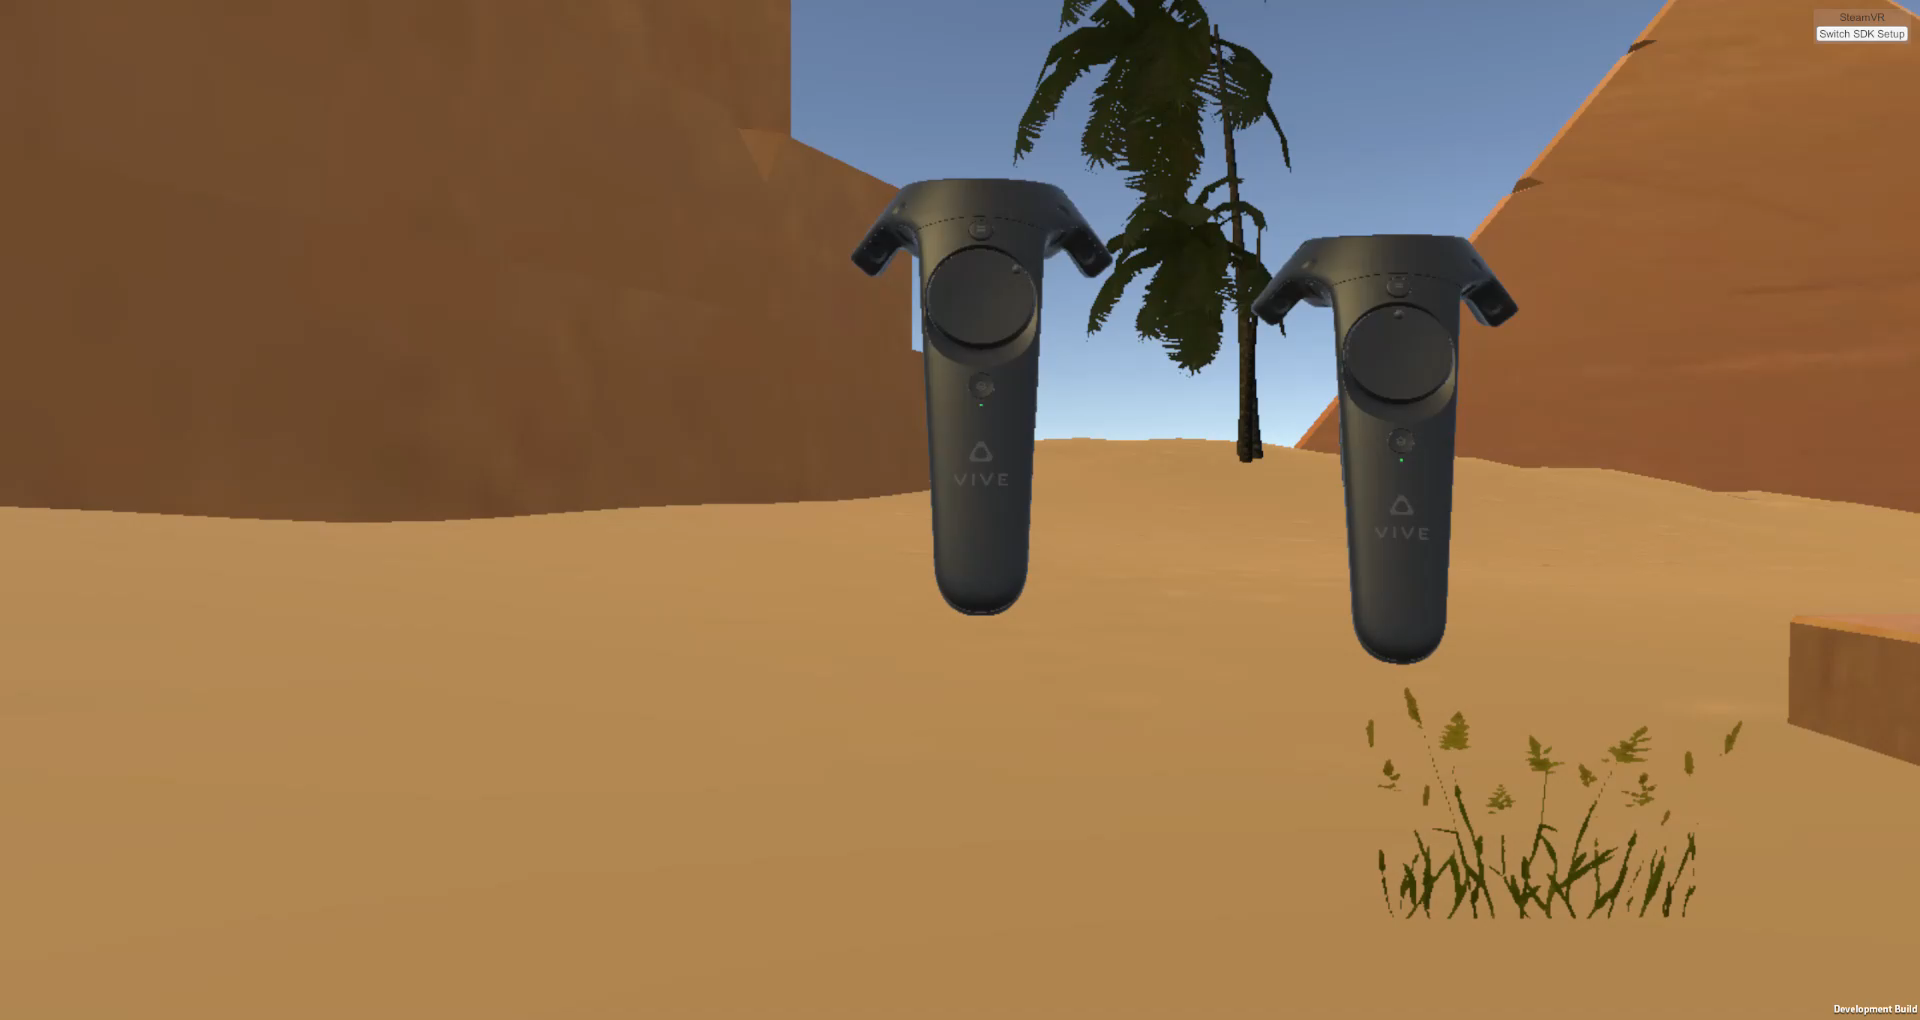 SteamVR
Switch SDK Setup
VIVE
VIVE
Development Build